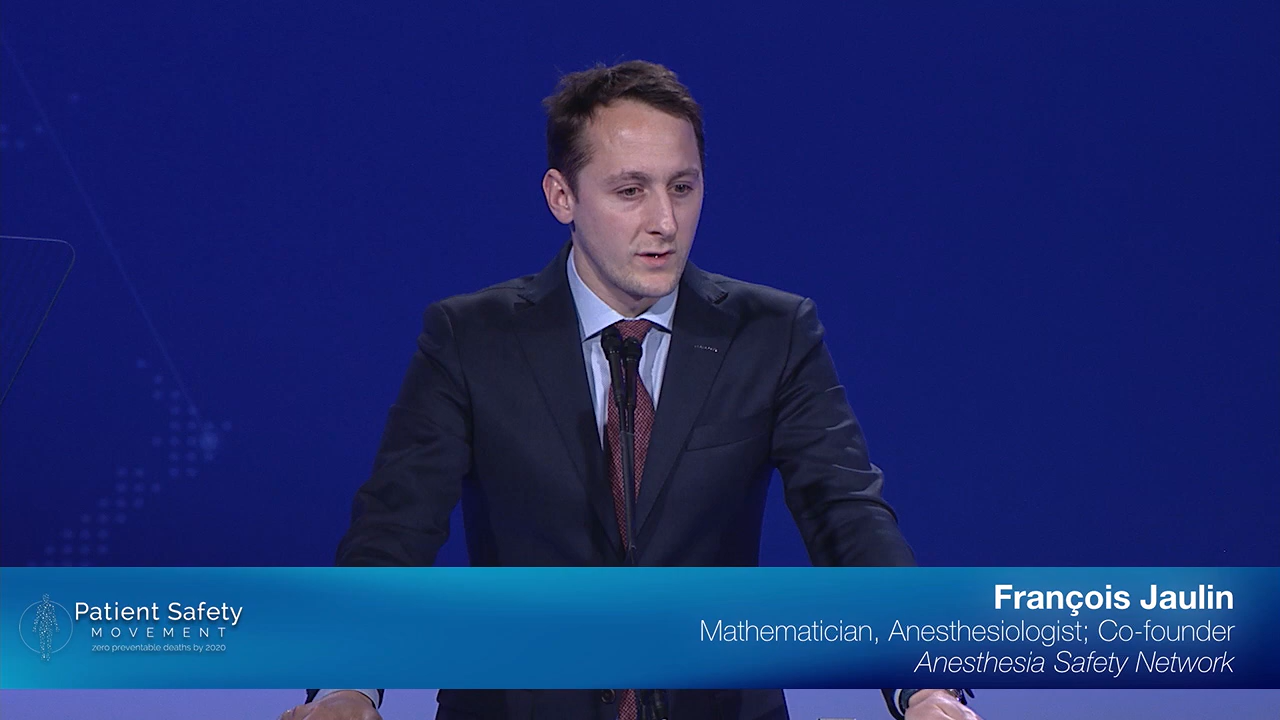 Patient Safety
MOVEMENT
zero preventable deaths by 2020
François Jaulin
Mathematician, Anesthesiologist; Co-founder
Anesthesia Safety Network